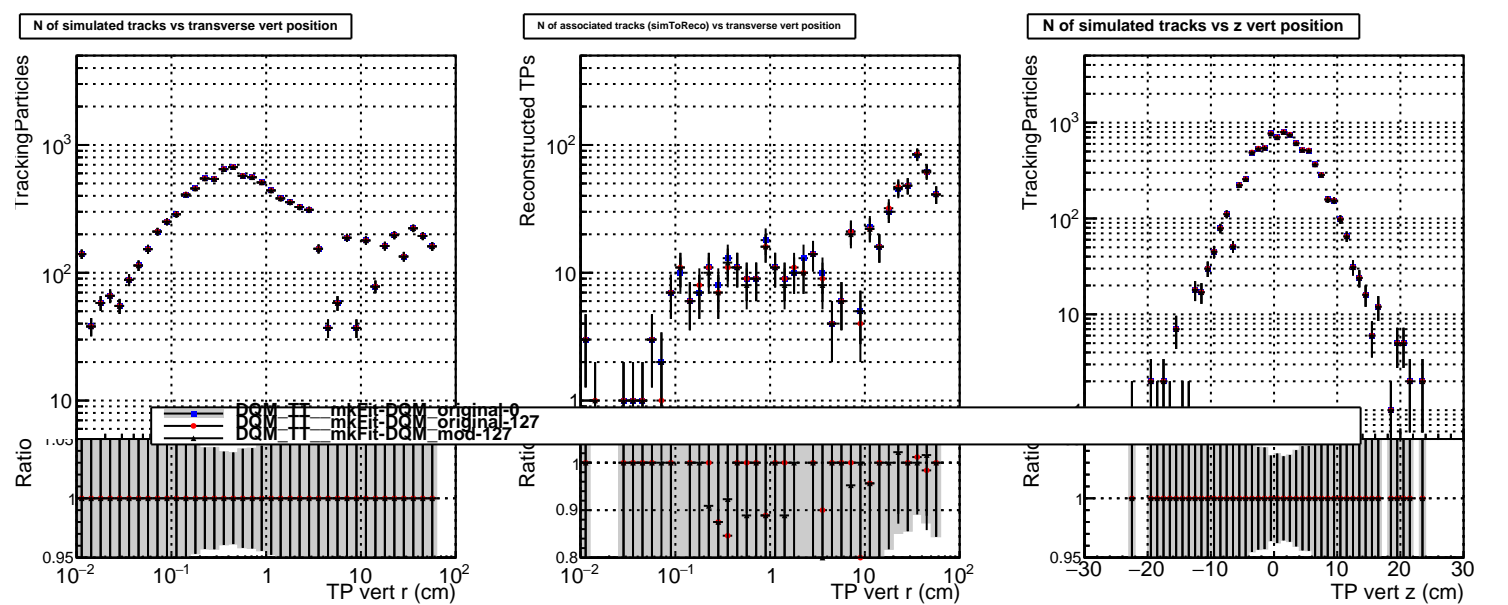 N of simulated tracks vs transverse vert position
N of associated tracks (simToReco) vs transverse vert position
N of simulated tracks vs z vert position
TrackingParticles
10³
10²
10
Reconstructed TPs
10²
10
1
TrackingParticles
10³
10²
10
1
DQM_TT__mkFit-DQM_original-0
DQM_TT__mkFit-DQM_original-127
DQM_TT__mkFit-DQM_mod-127
Ratio
1.05
1
0.95
10⁻² 10⁻¹ 1 10 10²
TP vert r (cm)
Ratio
1
0.9
0.8
10⁻² 10⁻¹ 1 10 10²
TP vert r (cm)
Ratio
1
0.95
−30 −20 −10 0 10 20 30
TP vert z (cm)